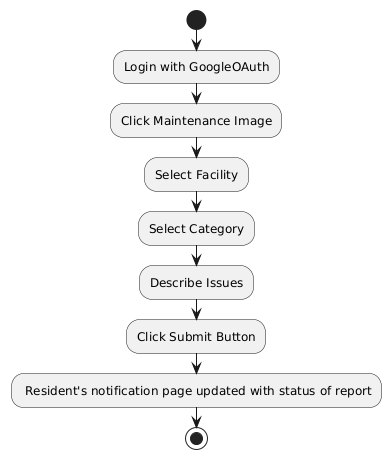 Login with GoogleOAuth
Click Maintenance Image
Select Facility
Select Category
Describe Issues
Click Submit Button
Resident's notification page updated with status of report